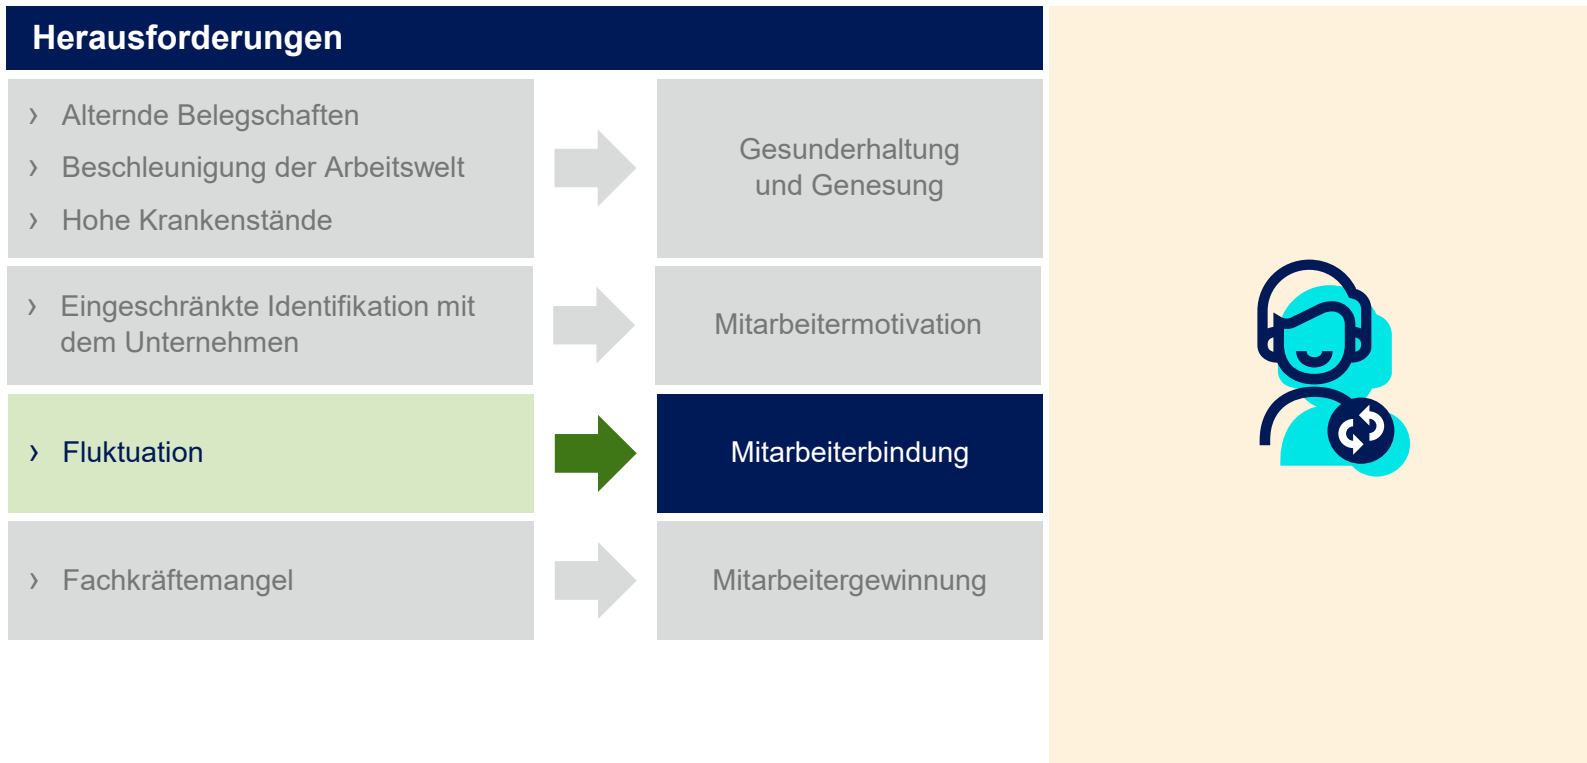 Herausforderungen
› Alternde Belegschaften
› Beschleunigung der Arbeitswelt
› Hohe Krankenstände
Gesunderhaltung
und Genesung
› Eingeschränkte Identifikation mit
dem Unternehmen
Mitarbeitermotivation
› Fluktuation
Mitarbeiterbindung
› Fachkräftemangel
Mitarbeitergewinnung